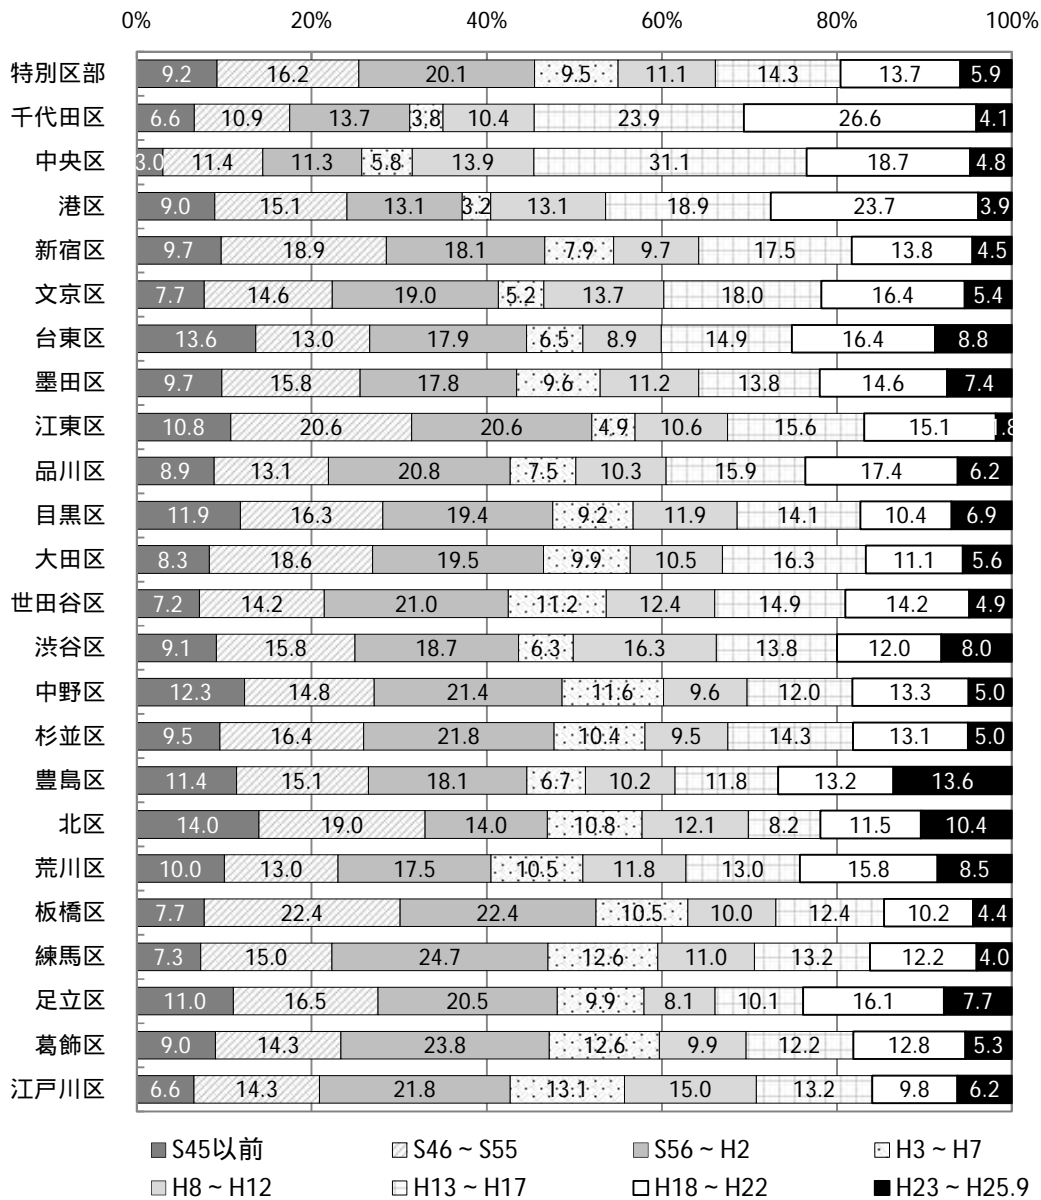 0% 20% 40% 60% 80% 100%
特別区部 9.2 16.2 20.1 9.5 11.1 14.3 13.7 5.9
千代田区 6.6 10.9 13.7 3.8 10.4 23.9 26.6 4.1
中央区 3.0 11.4 11.3 5.8 13.9 31.1 18.7 4.8
港区 9.0 15.1 13.1 3.2 13.1 18.9 23.7 3.9
新宿区 9.7 18.9 18.1 7.9 9.7 17.5 13.8 4.5
文京区 7.7 14.6 19.0 5.2 13.7 18.0 16.4 5.4
台東区 13.6 13.0 17.9 6.5 8.9 14.9 16.4 8.8
墨田区 9.7 15.8 17.8 9.6 11.2 13.8 14.6 7.4
江東区 10.8 20.6 20.6 4.9 10.6 15.6 15.1 1.8
品川区 8.9 13.1 20.8 7.5 10.3 15.9 17.4 6.2
目黒区 11.9 16.3 19.4 9.2 11.9 14.1 10.4 6.9
大田区 8.3 18.6 19.5 9.9 10.5 16.3 11.1 5.6
世田谷区 7.2 14.2 21.0 11.2 12.4 14.9 14.2 4.9
渋谷区 9.1 15.8 18.7 6.3 16.3 13.8 12.0 8.0
中野区 12.3 14.8 21.4 11.6 9.6 12.0 13.3 5.0
杉並区 9.5 16.4 21.8 10.4 9.5 14.3 13.1 5.0
豊島区 11.4 15.1 18.1 6.7 10.2 11.8 13.2 13.6
北区 14.0 19.0 14.0 10.8 12.1 8.2 11.5 10.4
荒川区 10.0 13.0 17.5 10.5 11.8 13.0 15.8 8.5
板橋区 7.7 22.4 22.4 10.5 10.0 12.4 10.2 4.4
練馬区 7.3 15.0 24.7 12.6 11.0 13.2 12.2 4.0
足立区 11.0 16.5 20.5 9.9 8.1 10.1 16.1 7.7
葛飾区 9.0 14.3 23.8 12.6 9.9 12.2 12.8 5.3
江戸川区 6.6 14.3 21.8 13.1 15.0 13.2 9.8 6.2
S45以前 S46～S55 S56～H2 H3～H7
H8～H12 H13～H17 H18～H22 H23～H25.9